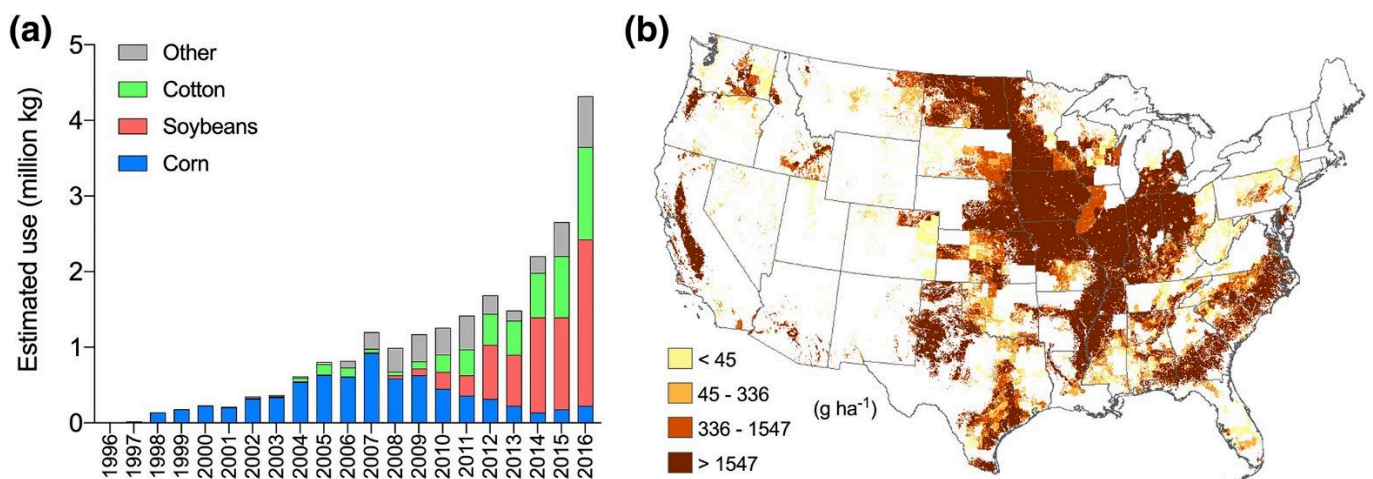 (a)
Other
Cotton
Soybeans
Corn
Estimated use (million kg)
5
4
3
2
1
0
1996
1997
1998
1999
2000
2001
2002
2003
2004
2005
2006
2007
2008
2009
2010
2011
2012
2013
2014
2015
2016
(b)
< 45
45 - 336
336 - 1547
> 1547
(g ha⁻¹)